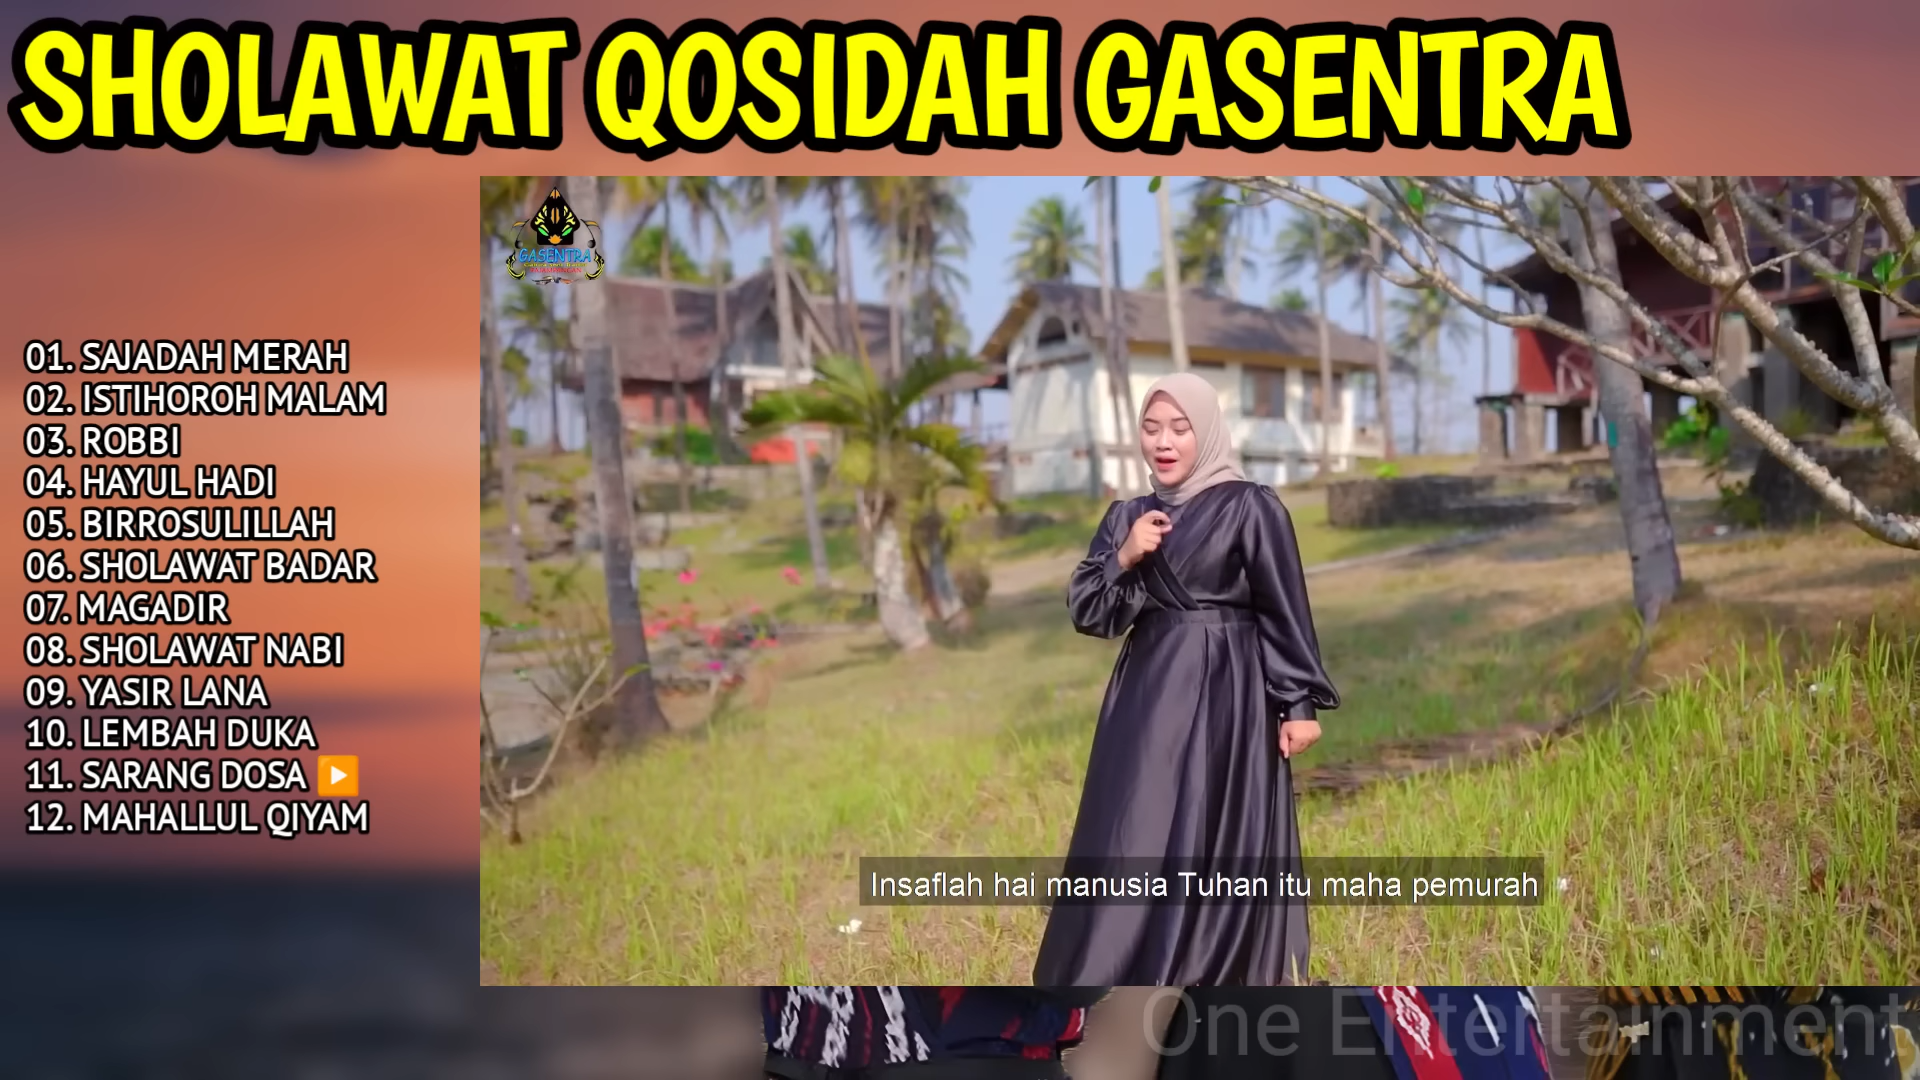 SHOLAWAT QOSIDAH GASENTRA
GASENTRA
01. SAJADAH MERAH
02. ISTIHOROH MALAM
03. ROBBI
04. HAYUL HADI
05. BIRROSULILLAH
06. SHOLAWAT BADAR
07. MAGADIR
08. SHOLAWAT NABI
09. YASIR LANA
10. LEMBAH DUKA
11. SARANG DOSA ▶️
12. MAHALLUL QIYAM
Insaflah hai manusia Tuhan itu maha pemurah
One Entertainment